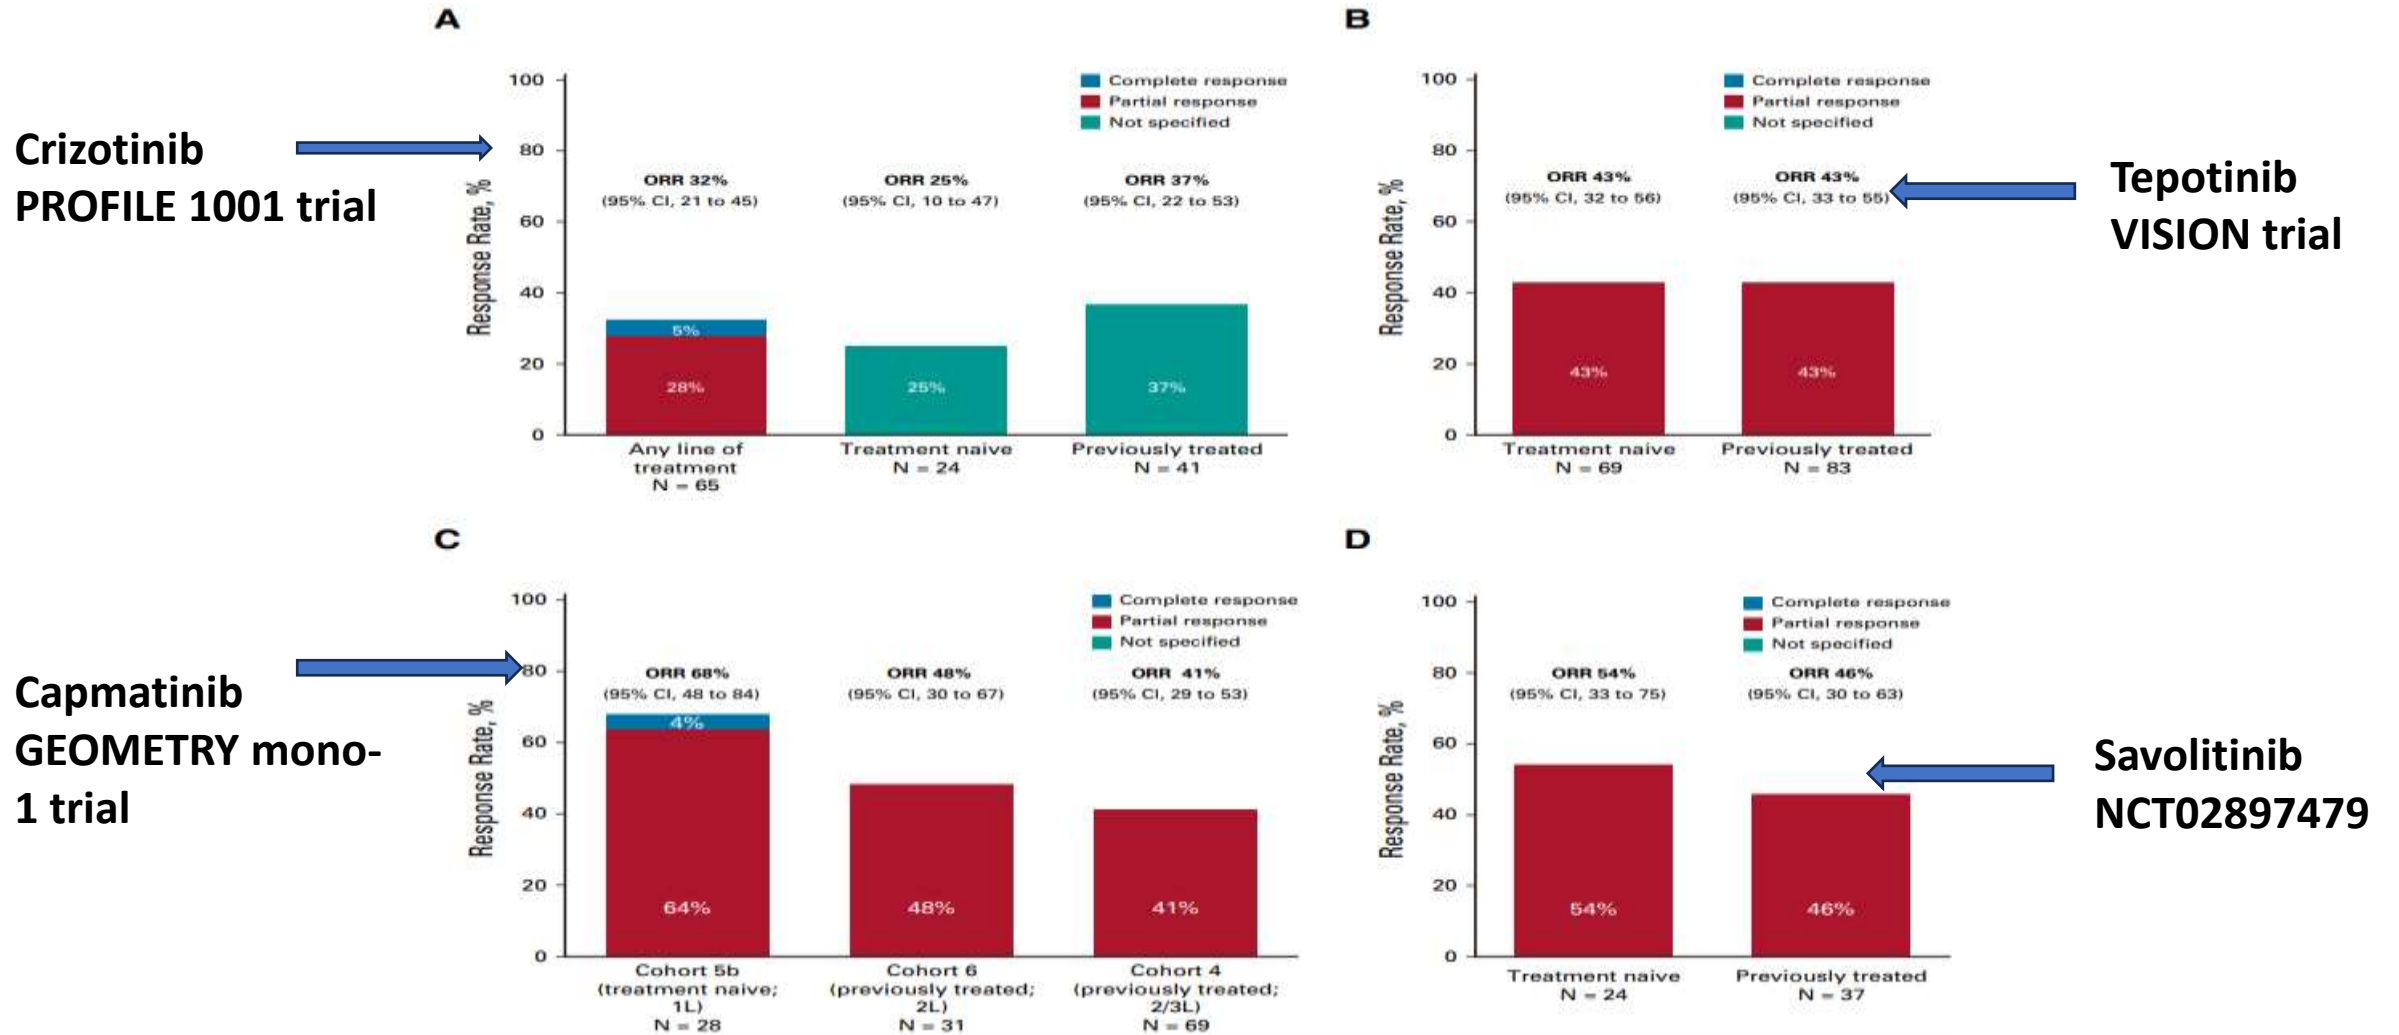 A
Crizotinib
PROFILE 1001 trial
Response Rate, %
100
80
60
40
20
0
Complete response
Partial response
Not specified
ORR 32%
(95% CI, 21 to 45)
ORR 25%
(95% CI, 10 to 47)
ORR 37%
(95% CI, 22 to 53)
5%
28%
25%
37%
Any line of
treatment
N = 65
Treatment naive
N = 24
Previously treated
N = 41
B
Tepotinib
VISION trial
Response Rate, %
100
80
60
40
20
0
Complete response
Partial response
Not specified
ORR 43%
(95% CI, 32 to 56)
ORR 43%
(95% CI, 33 to 55)
43%
43%
Treatment naive
N = 69
Previously treated
N = 83
C
Capmatinib
GEOMETRY mono-
1 trial
Response Rate, %
100
80
60
40
20
0
Complete response
Partial response
Not specified
ORR 68%
(95% CI, 48 to 84)
ORR 48%
(95% CI, 30 to 67)
ORR 41%
(95% CI, 29 to 53)
4%
64%
48%
41%
Cohort 5b
(treatment naive;
1L)
N = 28
Cohort 6
(previously treated;
2L)
N = 31
Cohort 4
(previously treated;
2/3L)
N = 69
D
Savolitinib
NCT02897479
Response Rate, %
100
80
60
40
20
0
Complete response
Partial response
Not specified
ORR 54%
(95% CI, 33 to 75)
ORR 46%
(95% CI, 30 to 63)
54%
46%
Treatment naive
N = 24
Previously treated
N = 37